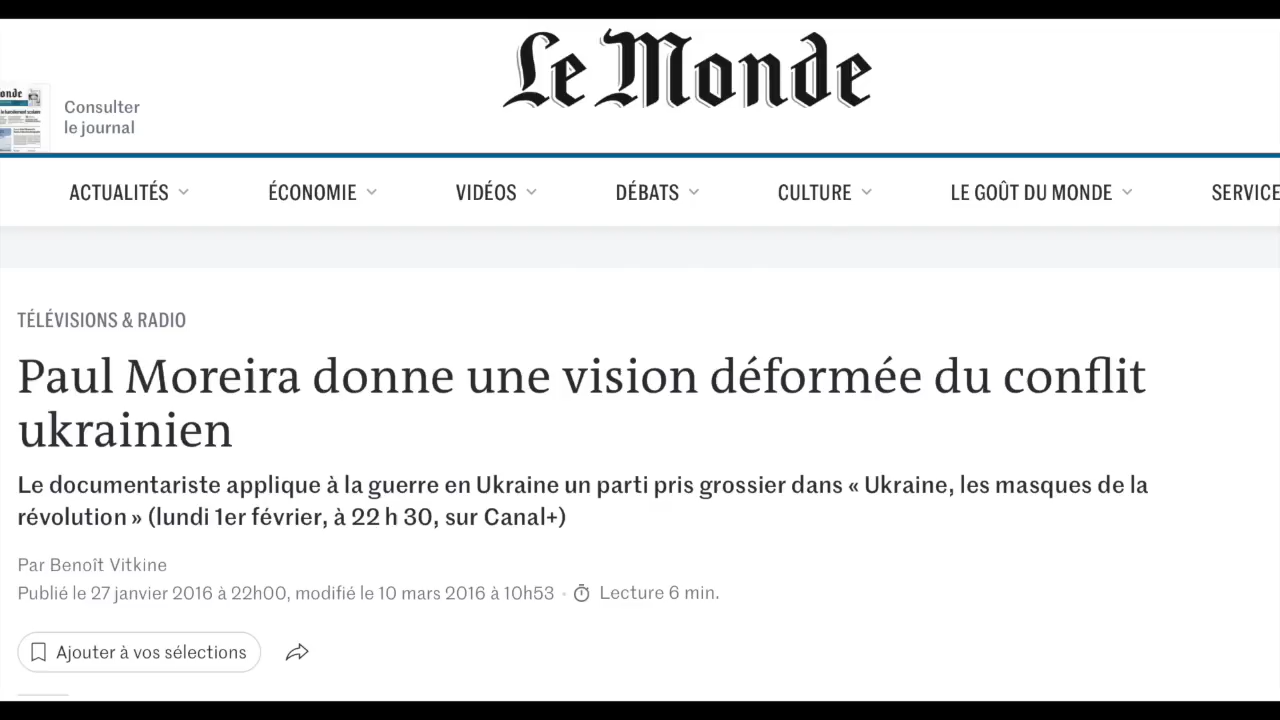 Le Monde
onde
Consulter
le journal
ACTUALITÉS
ÉCONOMIE
VIDÉOS
DÉBATS
CULTURE
LE GOÛT DU MONDE
SERVICE
TÉLÉVISIONS & RADIO
Paul Moreira donne une vision déformée du conflit
ukrainien
Le documentariste applique à la guerre en Ukraine un parti pris grossier dans « Ukraine, les masques de la
révolution » (lundi 1er février, à 22 h 30, sur Canal+)
Par Benoît Vitkine
Publié le 27 janvier 2016 à 22h00, modifié le 10 mars 2016 à 10h53 • Lecture 6 min.
Ajouter à vos sélections